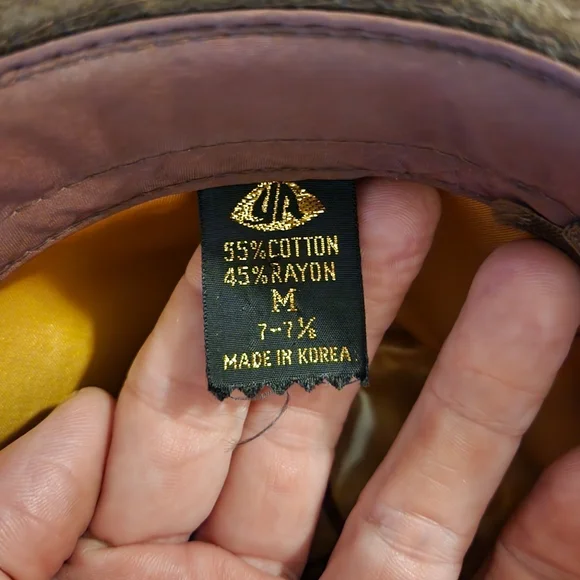 55% COTTON
45% RAYON
M
7-7⅛
MADE IN KOREA